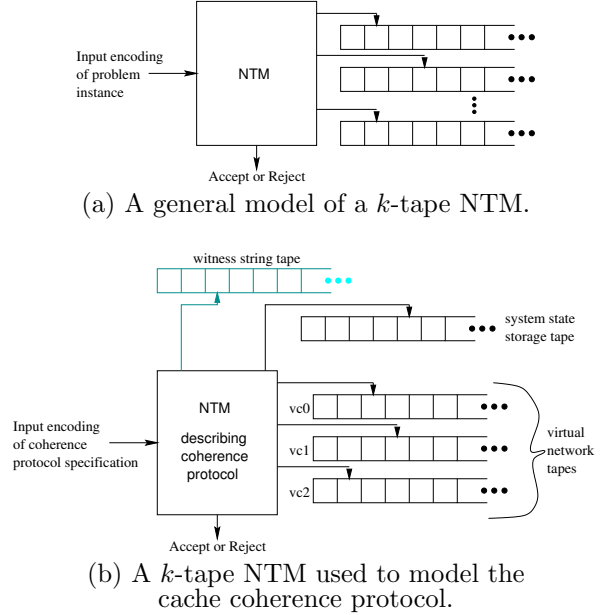 Input encoding
of problem
instance
NTM
Accept or Reject
(a) A general model of a k-tape NTM.
witness string tape
system state
storage tape
Input encoding
of coherence
protocol specification
NTM
describing
coherence
protocol
vc0
vc1
vc2
virtual
network
tapes
Accept or Reject
(b) A k-tape NTM used to model the
cache coherence protocol.